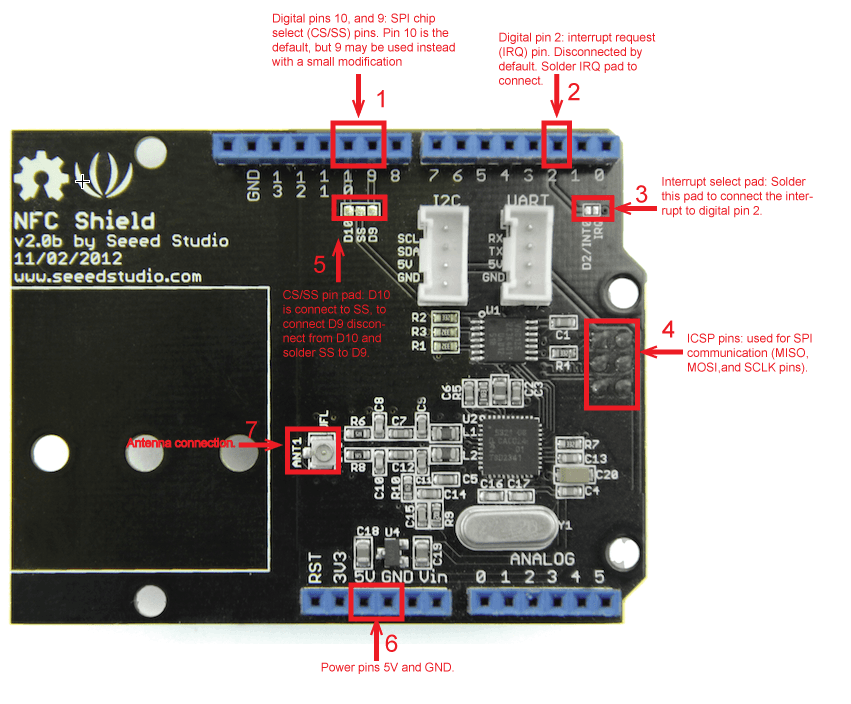 Digital pins 10, and 9: SPI chip
select (CS/SS) pins. Pin 10 is the
default, but 9 may be used instead
with a small modification
1
Digital pin 2: interrupt request
(IRQ) pin. Disconnected by
default. Solder IRQ pad to
connect.
2
GND 13 12 11 10 9 8
7 6 5 4 3 2 1 0
Interrupt select pad: Solder
this pad to connect the inter-
rupt to digital pin 2.
3
NFC Shield
v2.0b by Seeed Studio
11/02/2012
www.seeedstudio.com
D10
SS
D9
I2C
SCL
SDA
5V
GND
UART
RX
TX
5V
GND
D2/INT0
IRQ
5
CS/SS pin pad: D10
is connect to SS, to
connect D9 discon-
nect from D10 and
solder SS to D9.
R2
R3
R1
U1
C1
R4
4
ICSP pins: used for SPI
communication (MISO,
MOSI,and SCLK pins).
C6
R5
C2
C3
7
Antenna connection.
ANT1
UFL
R6
C8
C7
C9
L1
U2
R8
C10
C12
C11
L2
R7
C13
C20
C4
R10
C5
C14
C16
C17
C15
R9
Y1
C18
U4
C19
RST 3V3 5V GND Vin
ANALOG
0 1 2 3 4 5
6
Power pins 5V and GND.